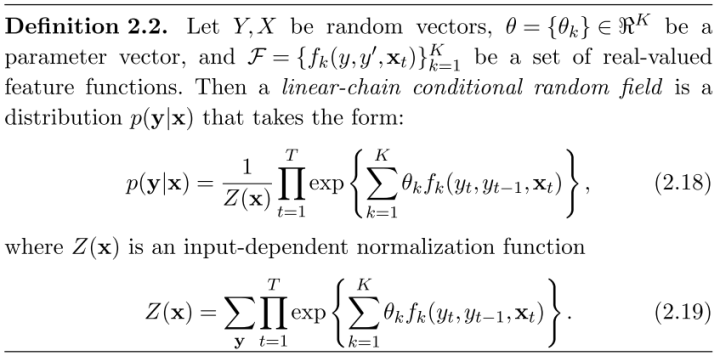 Definition 2.2. Let Y, X be random vectors, θ = {θ_k} ∈ ℜ^K be a
parameter vector, and ℱ = {f_k(y, y′, x_t)}_{k=1}^K be a set of real-valued
feature functions. Then a linear-chain conditional random field is a
distribution p(y|x) that takes the form:
p(y|x) = \frac{1}{Z(x)} ∏_{t=1}^T exp { ∑_{k=1}^K θ_k f_k(y_t, y_{t−1}, x_t) }, (2.18)
where Z(x) is an input-dependent normalization function
Z(x) = ∑_y ∏_{t=1}^T exp { ∑_{k=1}^K θ_k f_k(y_t, y_{t−1}, x_t) }. (2.19)